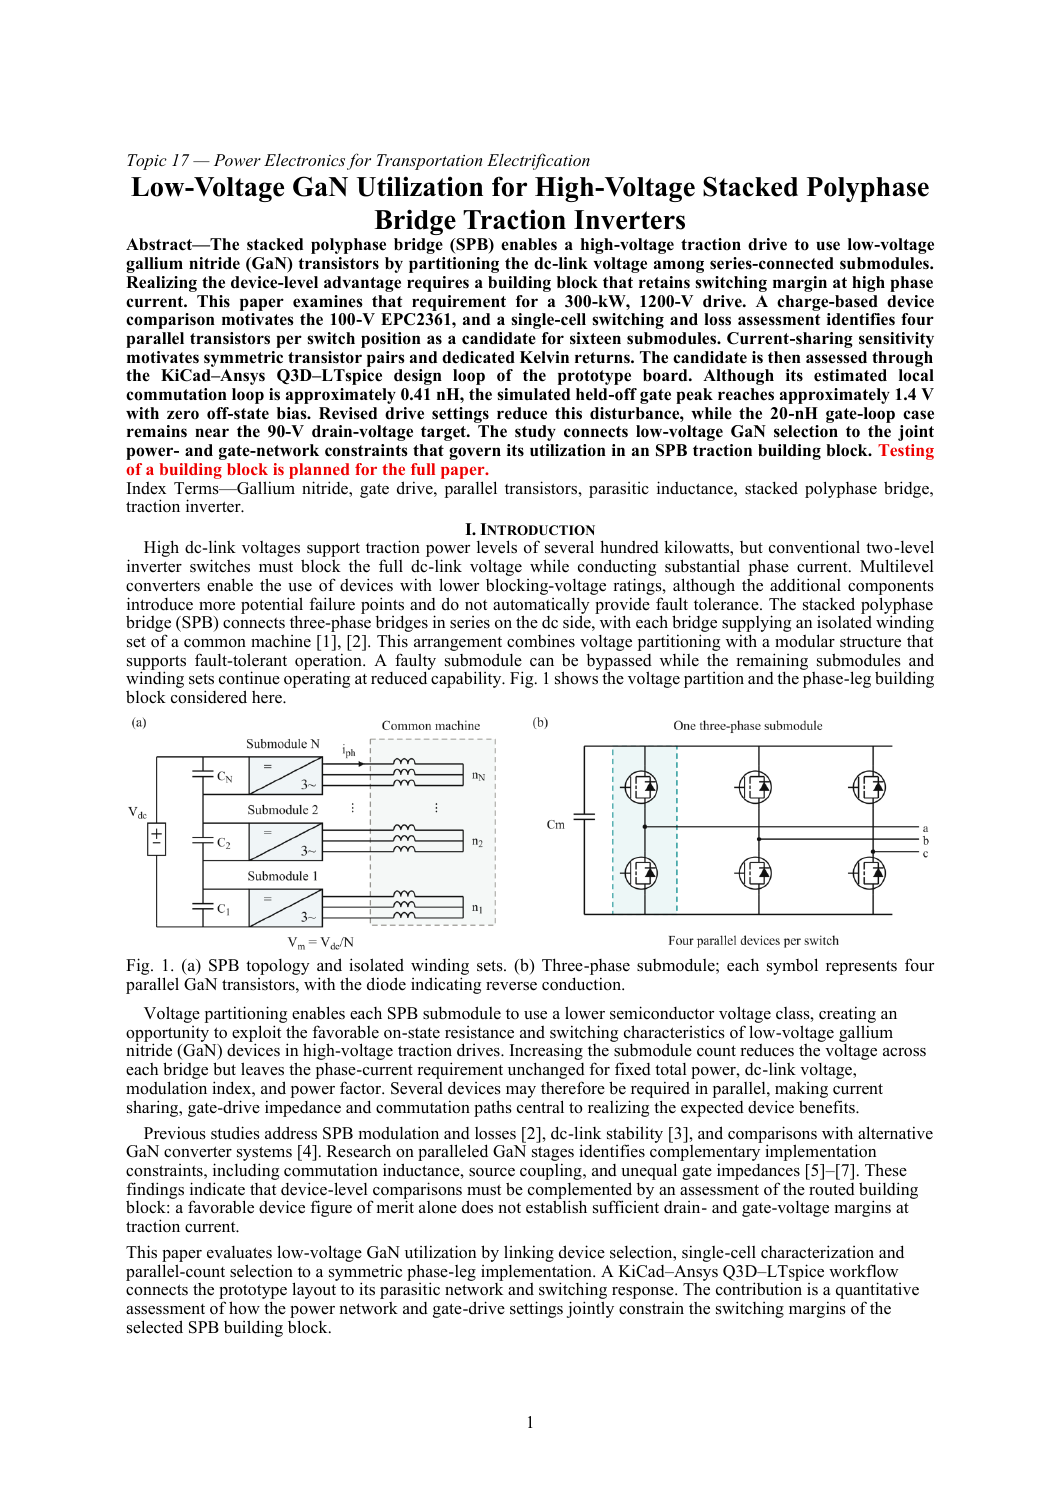 Topic 17 — Power Electronics for Transportation Electrification
Low-Voltage GaN Utilization for High-Voltage Stacked Polyphase
Bridge Traction Inverters
Abstract—The stacked polyphase bridge (SPB) enables a high-voltage traction drive to use low-voltage
gallium nitride (GaN) transistors by partitioning the dc-link voltage among series-connected submodules.
Realizing the device-level advantage requires a building block that retains switching margin at high phase
current. This paper examines that requirement for a 300-kW, 1200-V drive. A charge-based device
comparison motivates the 100-V EPC2361, and a single-cell switching and loss assessment identifies four
parallel transistors per switch position as a candidate for sixteen submodules. Current-sharing sensitivity
motivates symmetric transistor pairs and dedicated Kelvin returns. The candidate is then assessed through
the KiCad–Ansys Q3D–LTspice design loop of the prototype board. Although its estimated local
commutation loop is approximately 0.41 nH, the simulated held-off gate peak reaches approximately 1.4 V
with zero off-state bias. Revised drive settings reduce this disturbance, while the 20-nH gate-loop case
remains near the 90-V drain-voltage target. The study connects low-voltage GaN selection to the joint
power- and gate-network constraints that govern its utilization in an SPB traction building block. Testing
of a building block is planned for the full paper.
Index Terms—Gallium nitride, gate drive, parallel transistors, parasitic inductance, stacked polyphase bridge,
traction inverter.
I. INTRODUCTION
High dc-link voltages support traction power levels of several hundred kilowatts, but conventional two-level
inverter switches must block the full dc-link voltage while conducting substantial phase current. Multilevel
converters enable the use of devices with lower blocking-voltage ratings, although the additional components
introduce more potential failure points and do not automatically provide fault tolerance. The stacked polyphase
bridge (SPB) connects three-phase bridges in series on the dc side, with each bridge supplying an isolated winding
set of a common machine [1], [2]. This arrangement combines voltage partitioning with a modular structure that
supports fault-tolerant operation. A faulty submodule can be bypassed while the remaining submodules and
winding sets continue operating at reduced capability. Fig. 1 shows the voltage partition and the phase-leg building
block considered here.
(a)
Common machine
Submodule N
iph
CN
=
3~
nN
Vdc
Submodule 2
⋮
⋮
C2
=
3~
n2
Submodule 1
C1
=
3~
n1
Vm = Vdc/N
(b)
One three-phase submodule
Cm
a
b
c
Four parallel devices per switch
Fig. 1. (a) SPB topology and isolated winding sets. (b) Three-phase submodule; each symbol represents four
parallel GaN transistors, with the diode indicating reverse conduction.
Voltage partitioning enables each SPB submodule to use a lower semiconductor voltage class, creating an
opportunity to exploit the favorable on-state resistance and switching characteristics of low-voltage gallium
nitride (GaN) devices in high-voltage traction drives. Increasing the submodule count reduces the voltage across
each bridge but leaves the phase-current requirement unchanged for fixed total power, dc-link voltage,
modulation index, and power factor. Several devices may therefore be required in parallel, making current
sharing, gate-drive impedance and commutation paths central to realizing the expected device benefits.
Previous studies address SPB modulation and losses [2], dc-link stability [3], and comparisons with alternative
GaN converter systems [4]. Research on paralleled GaN stages identifies complementary implementation
constraints, including commutation inductance, source coupling, and unequal gate impedances [5]–[7]. These
findings indicate that device-level comparisons must be complemented by an assessment of the routed building
block: a favorable device figure of merit alone does not establish sufficient drain- and gate-voltage margins at
traction current.
This paper evaluates low-voltage GaN utilization by linking device selection, single-cell characterization and
parallel-count selection to a symmetric phase-leg implementation. A KiCad–Ansys Q3D–LTspice workflow
connects the prototype layout to its parasitic network and switching response. The contribution is a quantitative
assessment of how the power network and gate-drive settings jointly constrain the switching margins of the
selected SPB building block.
1